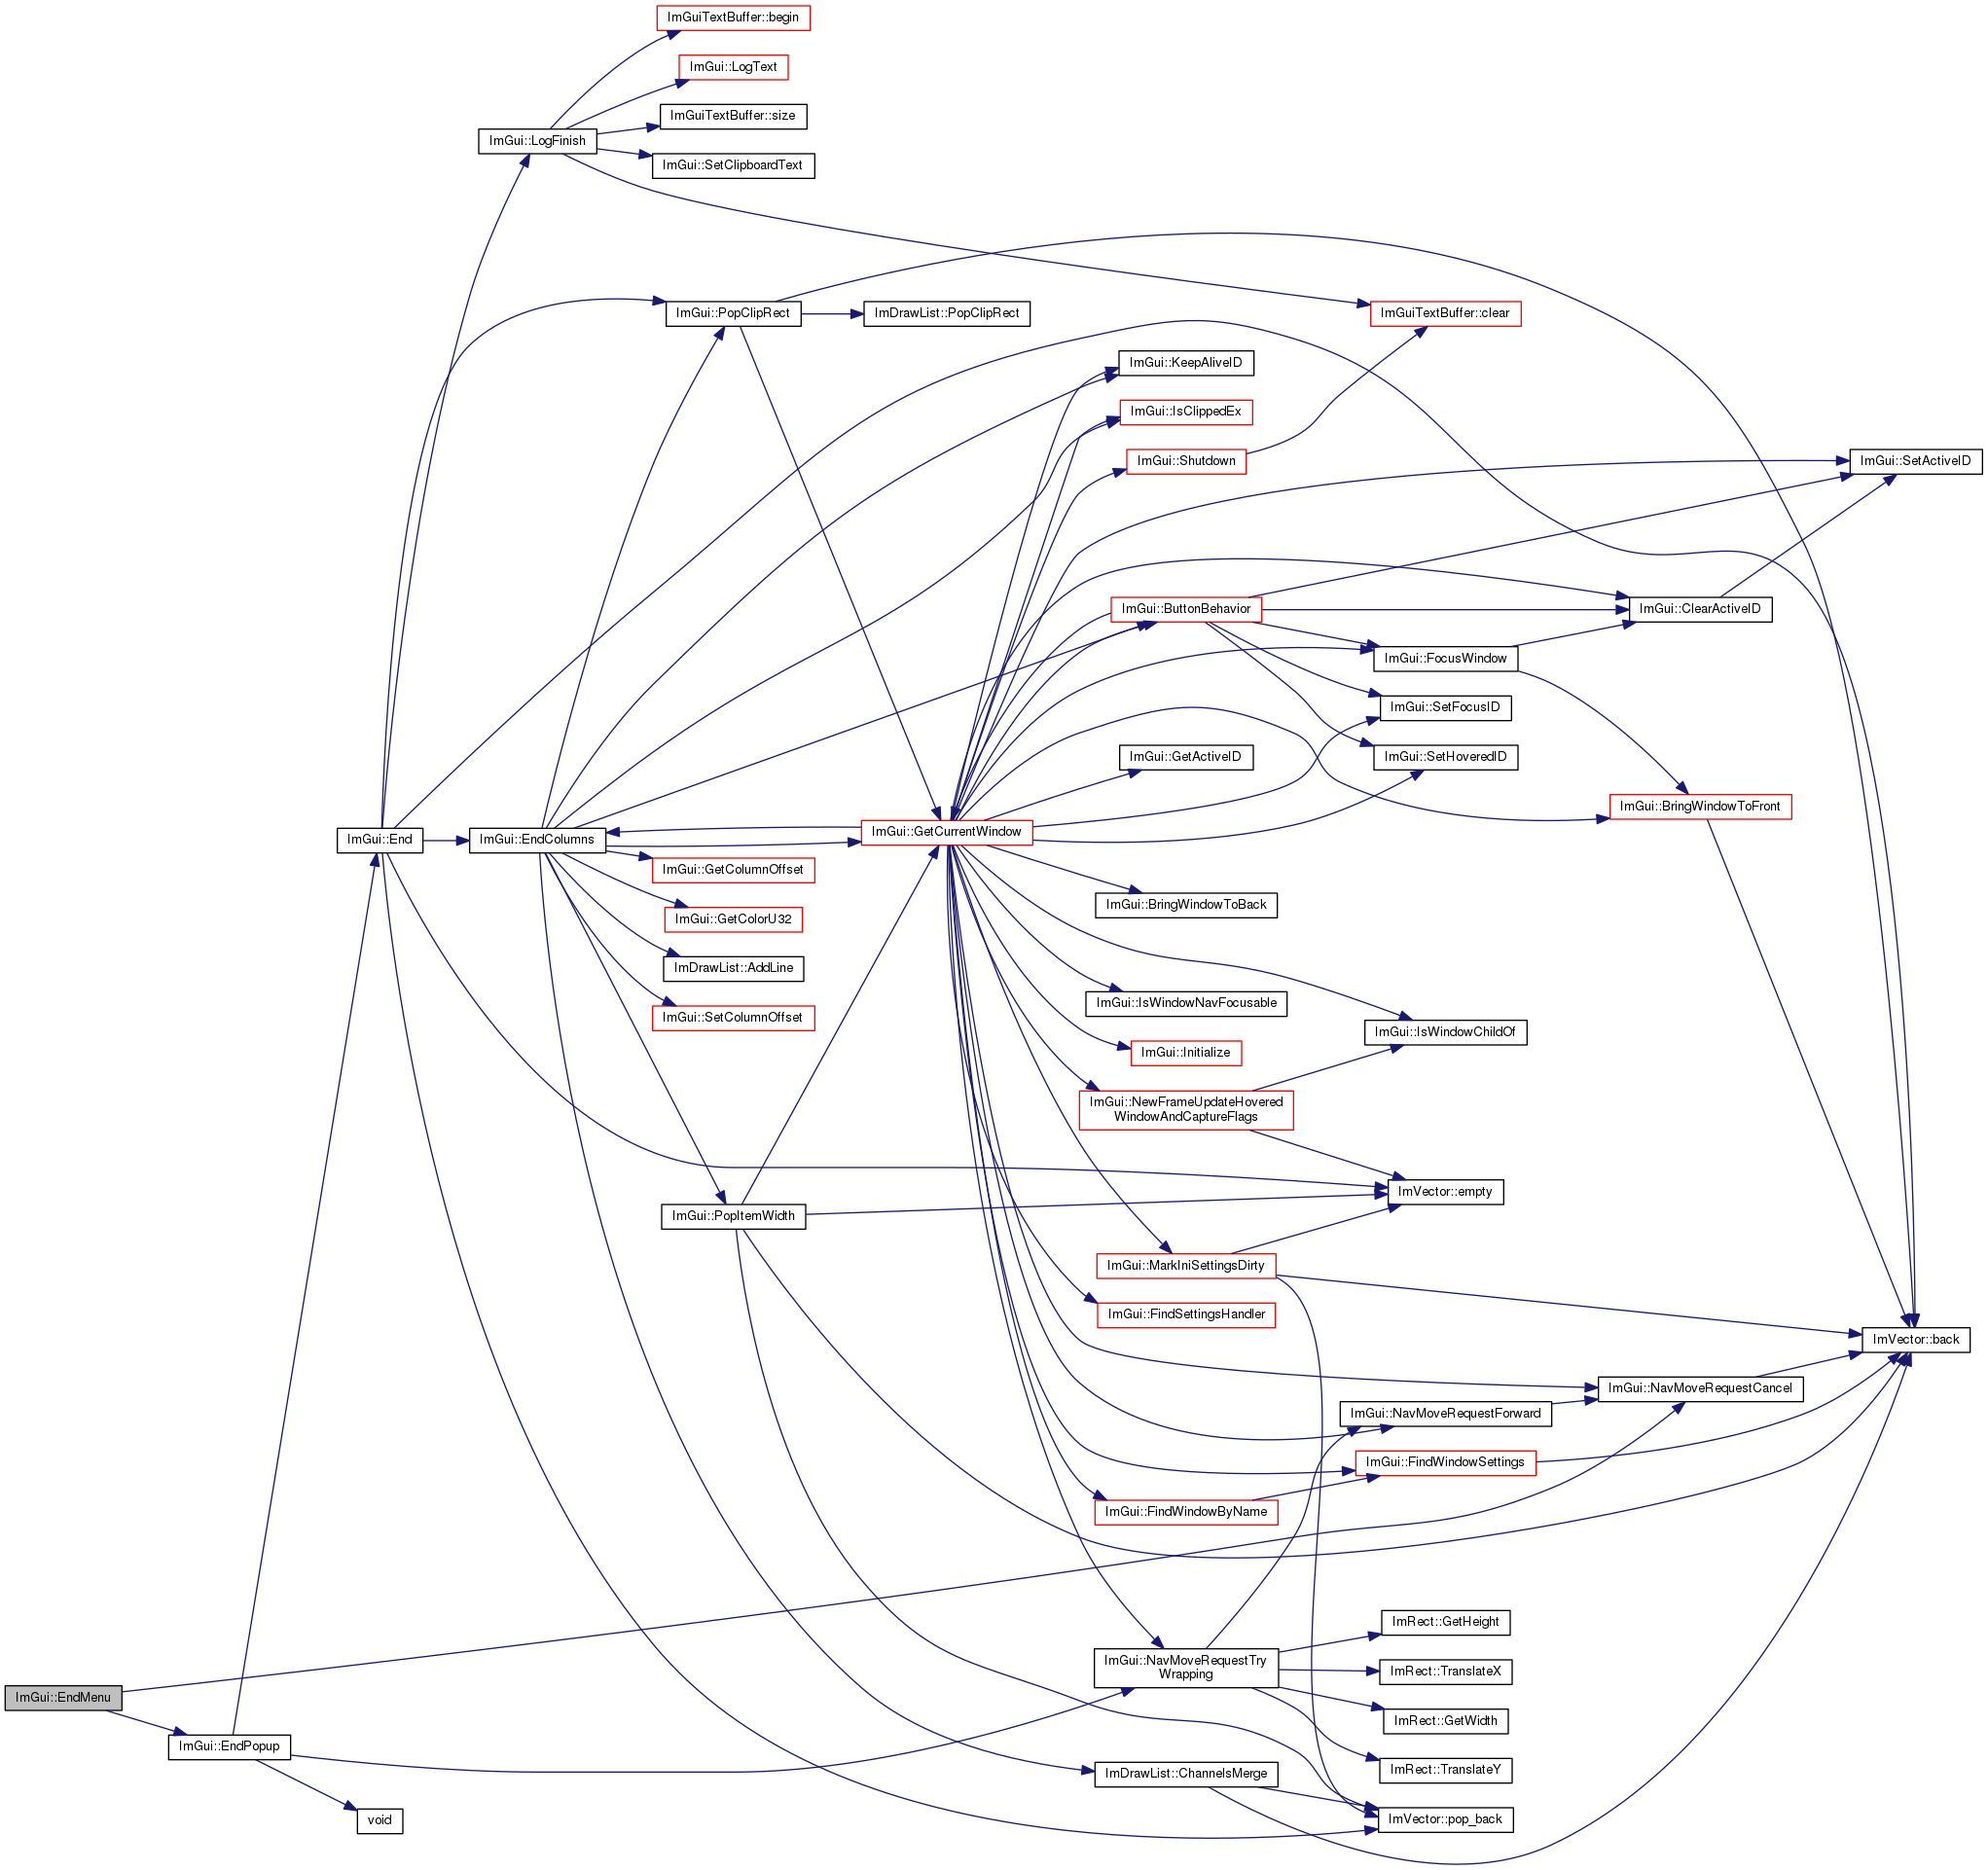 ImGuiTextBuffer::begin
ImGui::LogText
ImGuiTextBuffer::size
ImGui::LogFinish
ImGui::SetClipboardText
ImGui::PopClipRect
ImDrawList::PopClipRect
ImGuiTextBuffer::clear
ImGui::KeepAliveID
ImGui::IsClippedEx
ImGui::Shutdown
ImGui::SetActiveID
ImGui::ButtonBehavior
ImGui::ClearActiveID
ImGui::FocusWindow
ImGui::SetFocusID
ImGui::GetActiveID
ImGui::SetHoveredID
ImGui::BringWindowToFront
ImGui::End
ImGui::EndColumns
ImGui::GetCurrentWindow
ImGui::GetColumnOffset
ImGui::BringWindowToBack
ImGui::GetColorU32
ImDrawList::AddLine
ImGui::IsWindowNavFocusable
ImGui::SetColumnOffset
ImGui::IsWindowChildOf
ImGui::Initialize
ImGui::NewFrameUpdateHovered
WindowAndCaptureFlags
ImVector::empty
ImGui::PopItemWidth
ImGui::MarkIniSettingsDirty
ImGui::FindSettingsHandler
ImVector::back
ImGui::NavMoveRequestCancel
ImGui::NavMoveRequestForward
ImGui::FindWindowSettings
ImGui::FindWindowByName
ImRect::GetHeight
ImGui::NavMoveRequestTry
Wrapping
ImRect::TranslateX
ImGui::EndMenu
ImRect::GetWidth
ImGui::EndPopup
ImRect::TranslateY
ImDrawList::ChannelsMerge
void
ImVector::pop_back